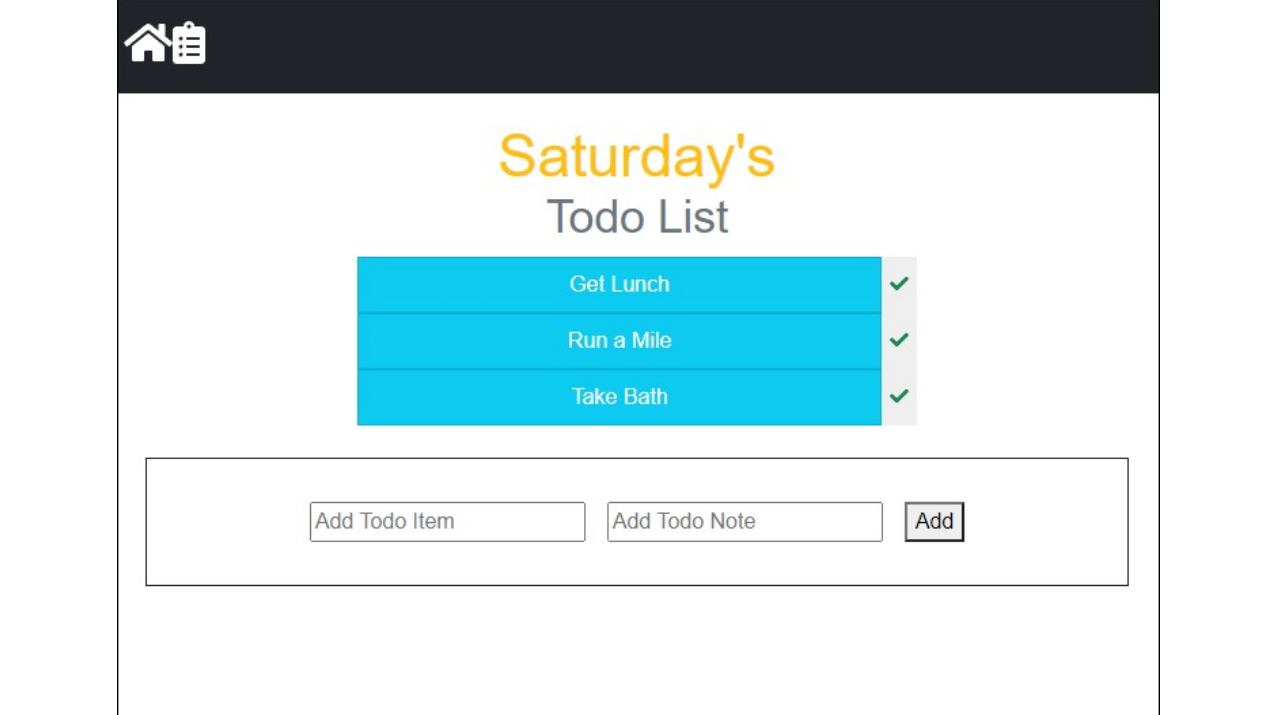 Saturday's
Todo List
Get Lunch
Run a Mile
Take Bath
Add Todo Item Add Todo Note Add